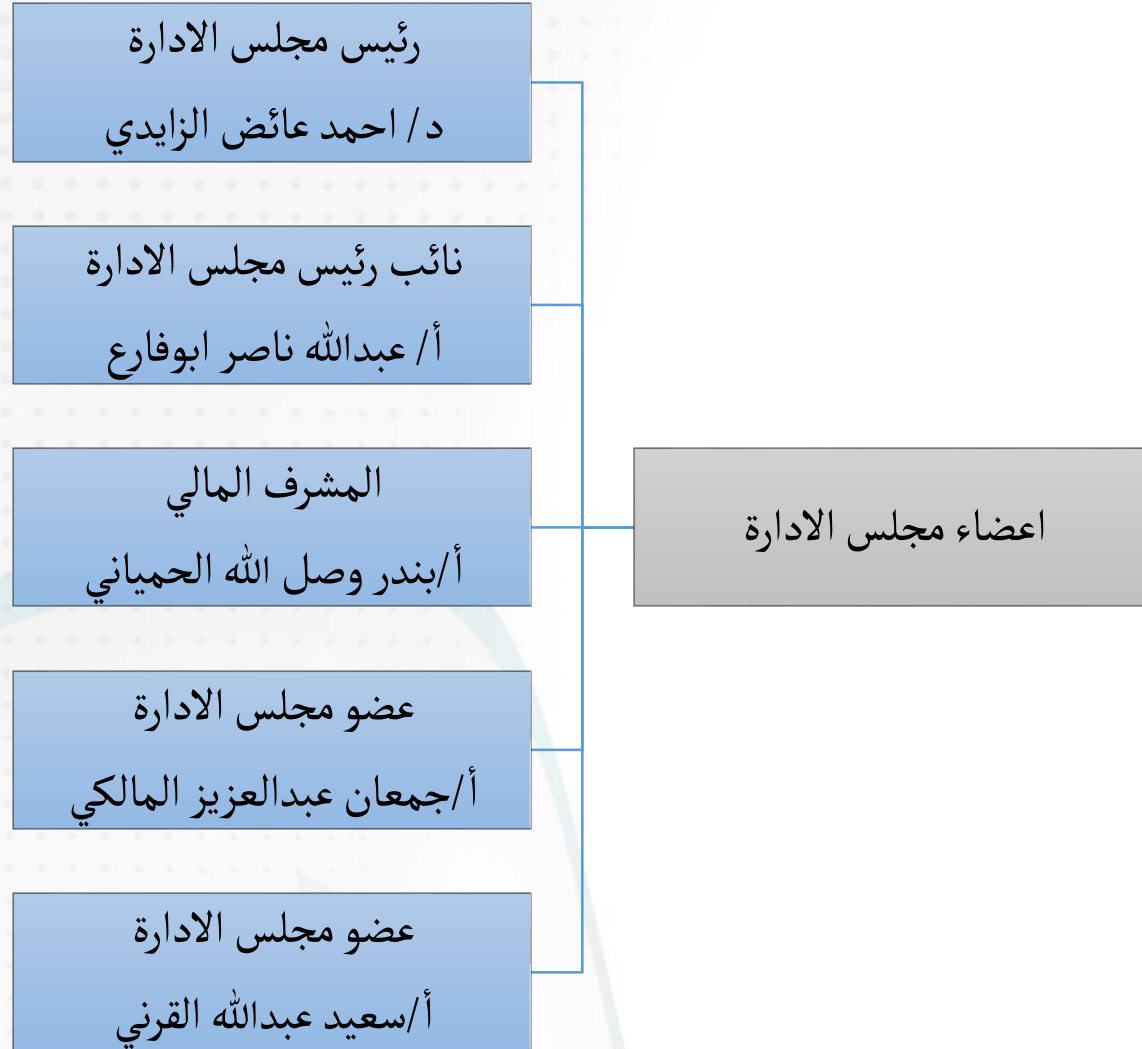 رئيس مجلس الادارة
د/ احمد عائض الزايدي
نائب رئيس مجلس الادارة
أ/ عبدالله ناصر ابوفارع
المشرف المالي
أ/بندر وصل الله الحمياني
اعضاء مجلس الادارة
عضو مجلس الادارة
أ/جمعان عبدالعزيز المالكي
عضو مجلس الادارة
أ/سعيد عبدالله القرني